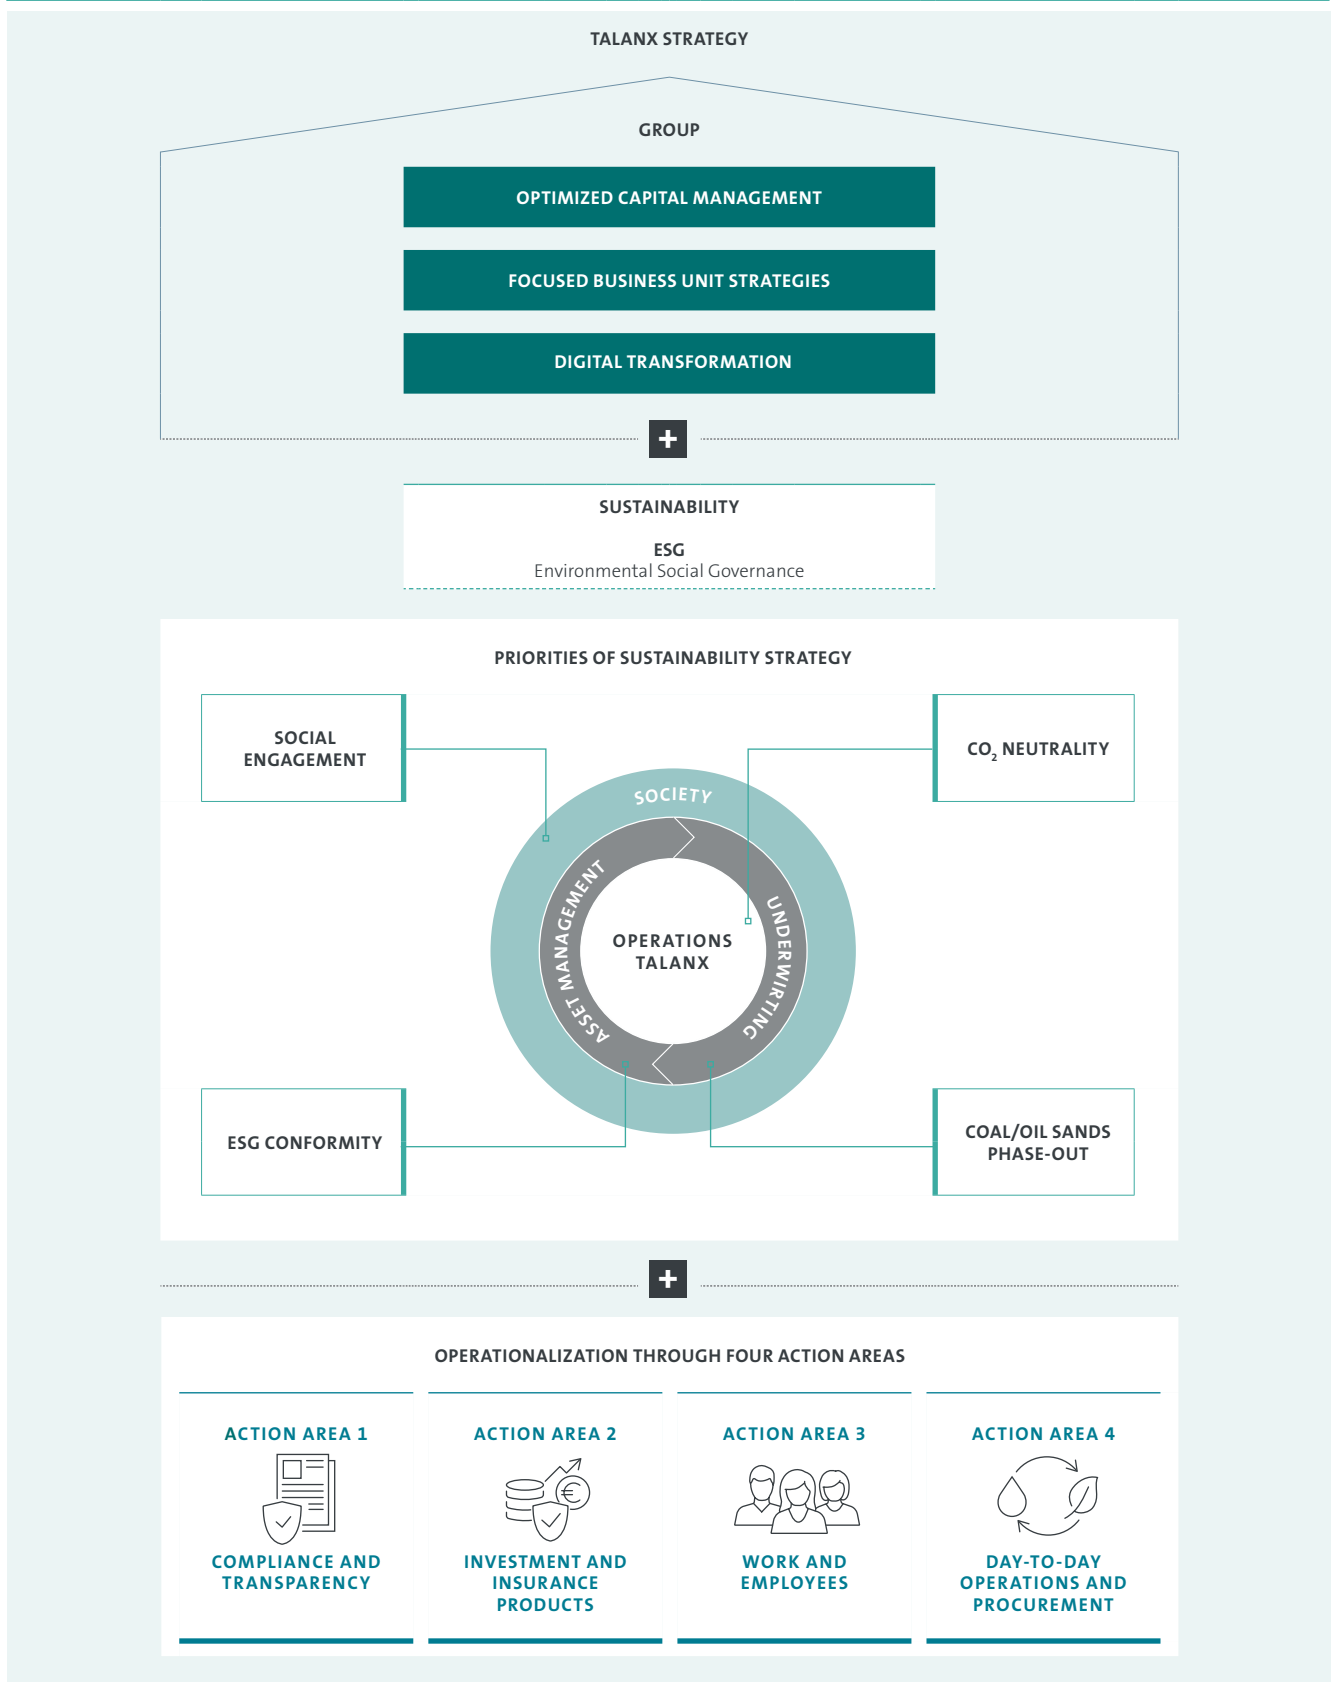 TALANX STRATEGY
GROUP
OPTIMIZED CAPITAL MANAGEMENT
FOCUSED BUSINESS UNIT STRATEGIES
DIGITAL TRANSFORMATION
+
SUSTAINABILITY
ESG
Environmental Social Governance
PRIORITIES OF SUSTAINABILITY STRATEGY
SOCIAL
ENGAGEMENT
CO₂ NEUTRALITY
SOCIETY
ASSET MANAGEMENT
UNDERWIRTING
OPERATIONS
TALANX
ESG CONFORMITY
COAL/OIL SANDS
PHASE-OUT
+
OPERATIONALIZATION THROUGH FOUR ACTION AREAS
ACTION AREA 1
€
COMPLIANCE AND
TRANSPARENCY
ACTION AREA 2
INVESTMENT AND
INSURANCE
PRODUCTS
ACTION AREA 3
WORK AND
EMPLOYEES
ACTION AREA 4
DAY-TO-DAY
OPERATIONS AND
PROCUREMENT